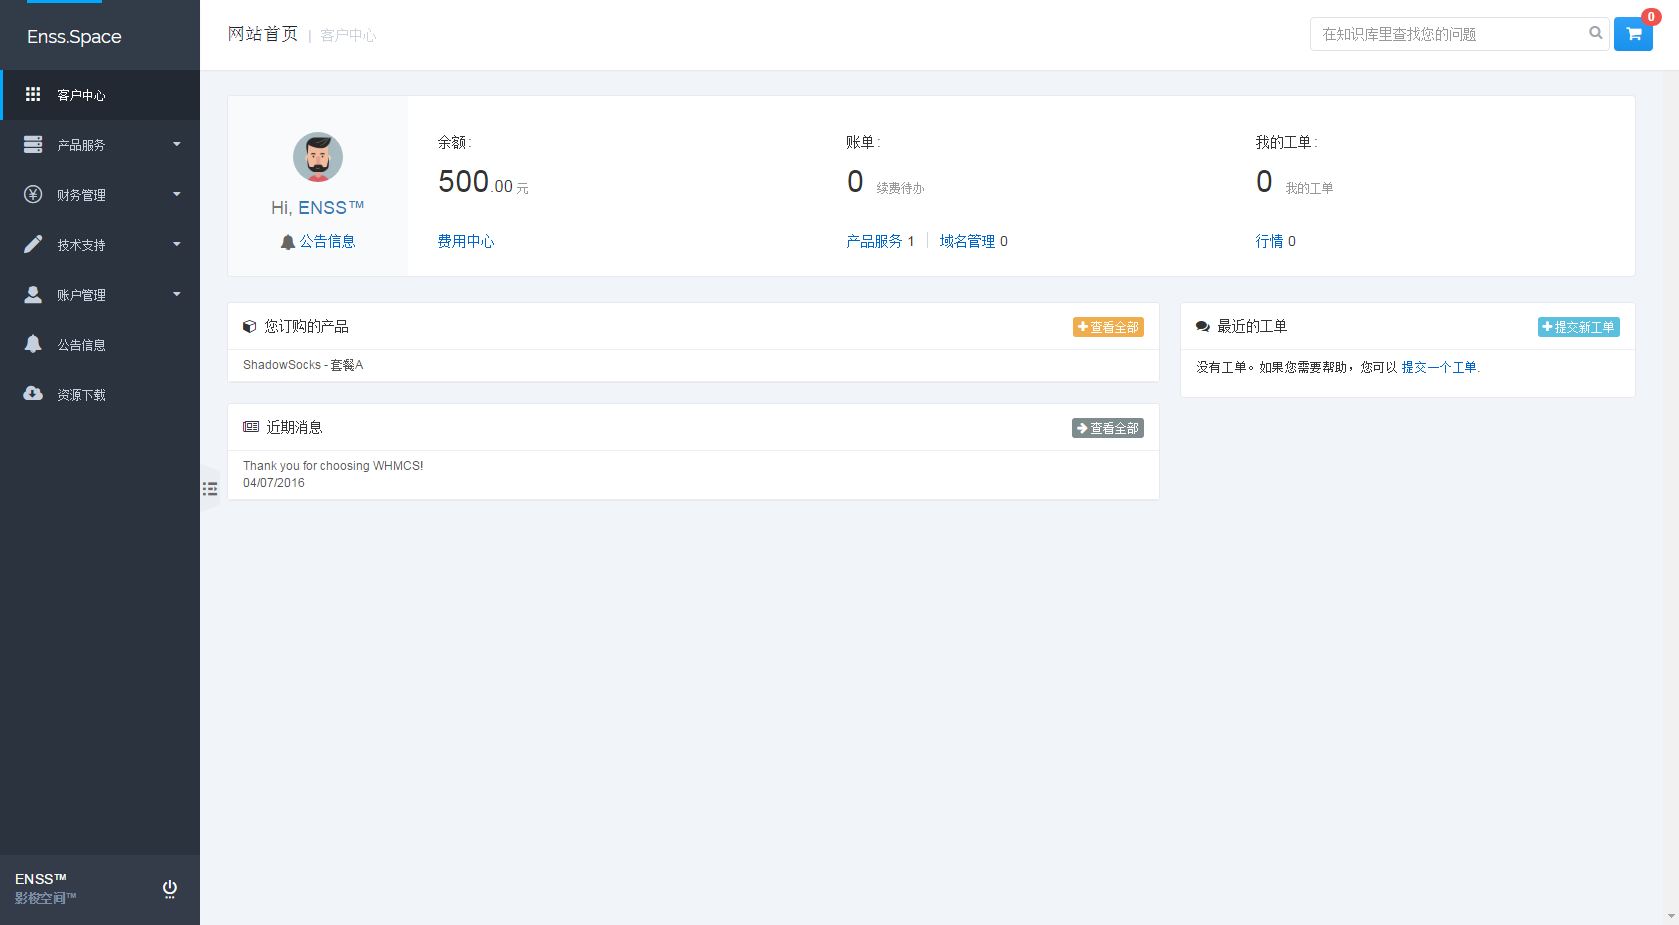 Enss.Space
客户中心
产品服务
财务管理
技术支持
账户管理
公告信息
资源下载
ENSS™
影梭空间™
网站首页 | 客户中心
在知识库里查找您的问题
0
Hi, ENSS™
公告信息
余额:
500.00 元
费用中心
账单:
0 续费待办
产品服务 1 域名管理 0
我的工单:
0 我的工单
行情 0
您订购的产品
查看全部
ShadowSocks - 套餐A
近期消息
查看全部
Thank you for choosing WHMCS!
04/07/2016
最近的工单
提交新工单
没有工单。如果您需要帮助，您可以 提交一个工单.